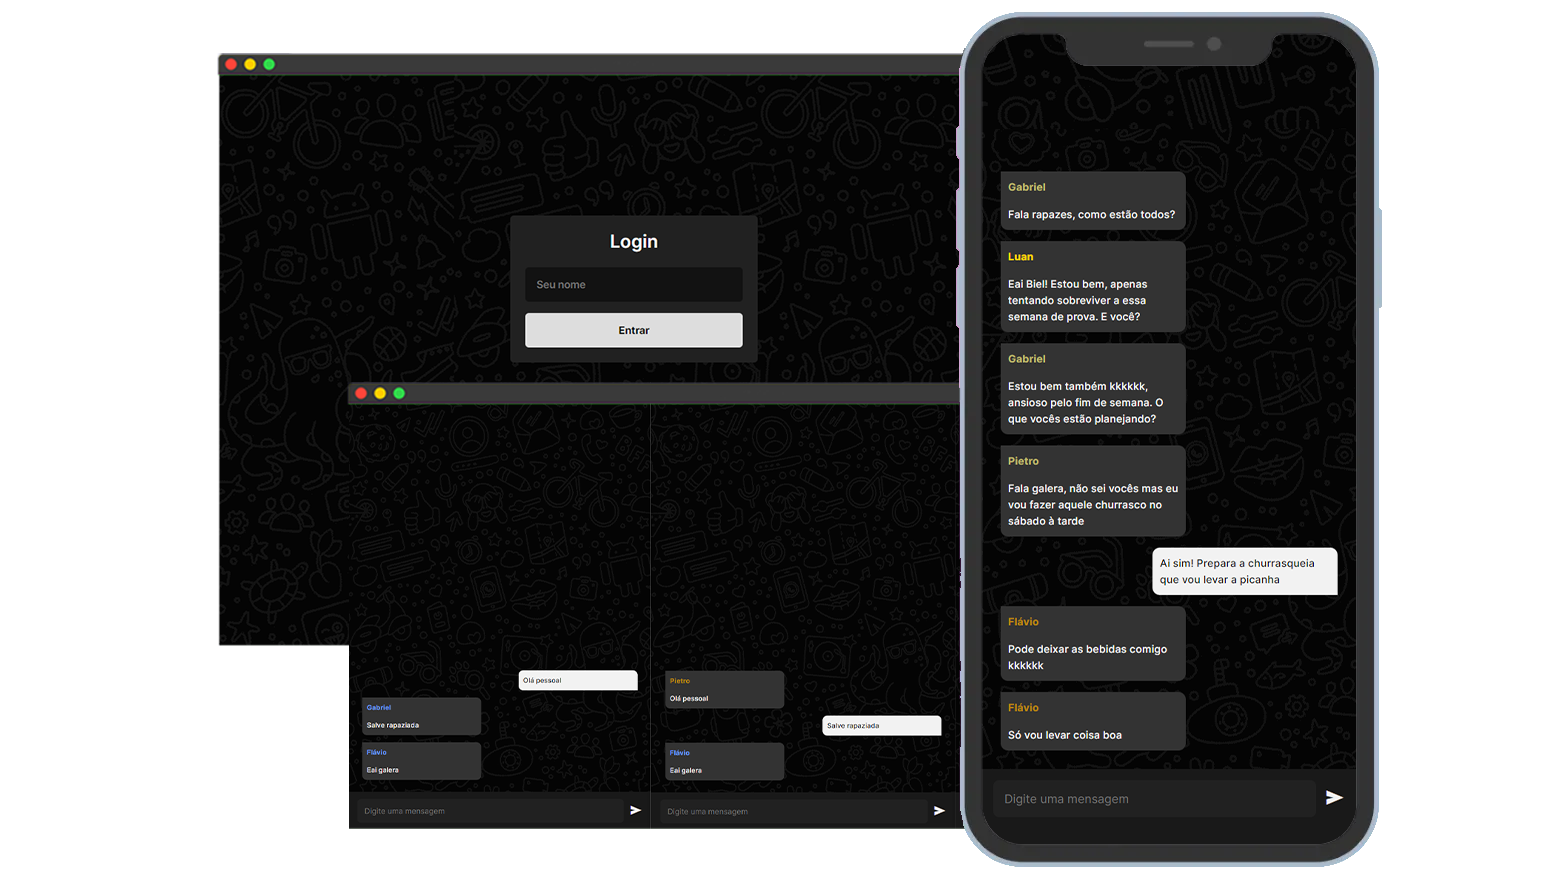 Login
Seu nome
Entrar
Olá pessoal
Gabriel
Salve rapaziada
Flávio
Eai galera
Digite uma mensagem
Pietro
Olá pessoal
Salve rapaziada
Flávio
Eai galera
Digite uma mensagem
Gabriel
Fala rapazes, como estão todos?
Luan
Eai Biel! Estou bem, apenas
tentando sobreviver a essa
semana de prova. E você?
Gabriel
Estou bem também kkkkkk,
ansioso pelo fim de semana. O
que vocês estão planejando?
Pietro
Fala galera, não sei vocês mas eu
vou fazer aquele churrasco no
sábado à tarde
Ai sim! Prepara a churrasqueia
que vou levar a picanha
Flávio
Pode deixar as bebidas comigo
kkkkkk
Flávio
Só vou levar coisa boa
Digite uma mensagem